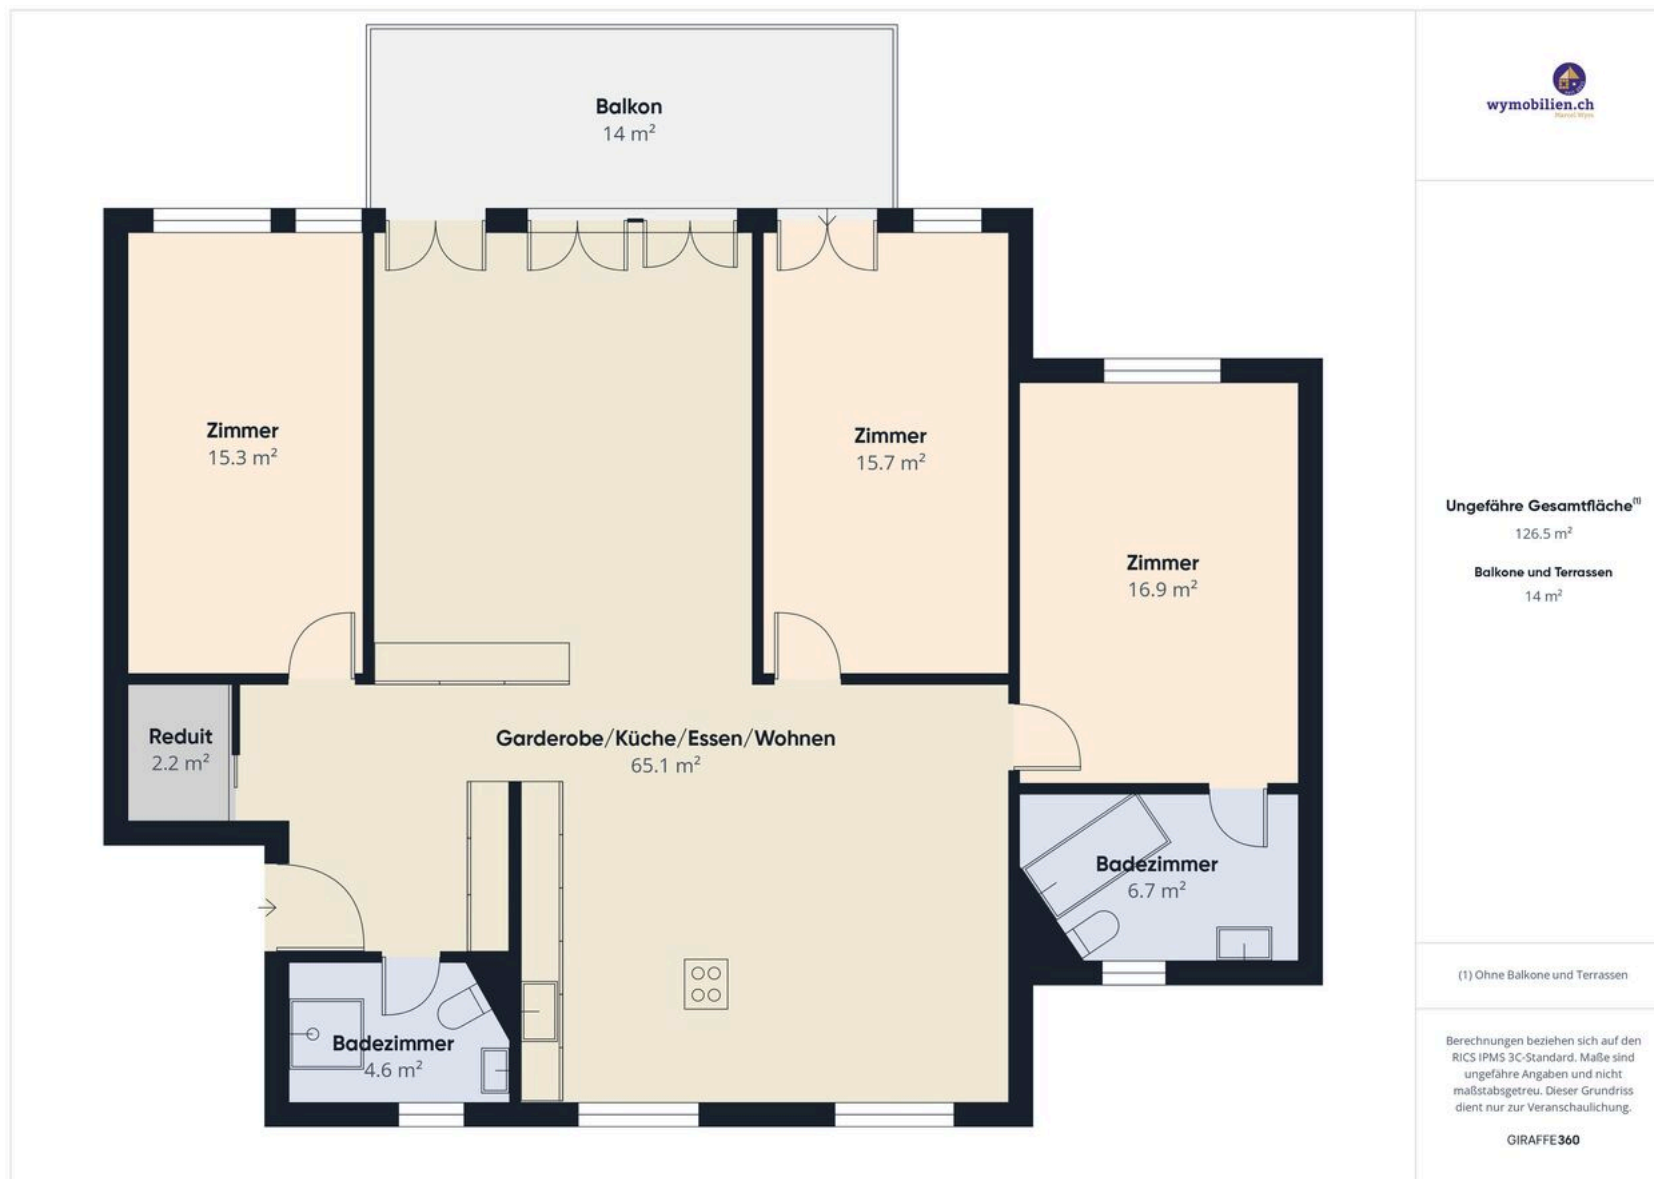 Balkon
14 m²
Zimmer
15.3 m²
Zimmer
15.7 m²
Zimmer
16.9 m²
Reduit
2.2 m²
Garderobe/Küche/Essen/Wohnen
65.1 m²
Badezimmer
6.7 m²
Badezimmer
4.6 m²
wymobilien.ch
Marcel Wyss
Ungefähre Gesamtfläche⁽¹⁾
126.5 m²
Balkone und Terrassen
14 m²
(1) Ohne Balkone und Terrassen
Berechnungen beziehen sich auf den
RICS IPMS 3C-Standard. Maße sind
ungefähre Angaben und nicht
maßstabsgetreu. Dieser Grundriss
dient nur zur Veranschaulichung.
GIRAFFE360